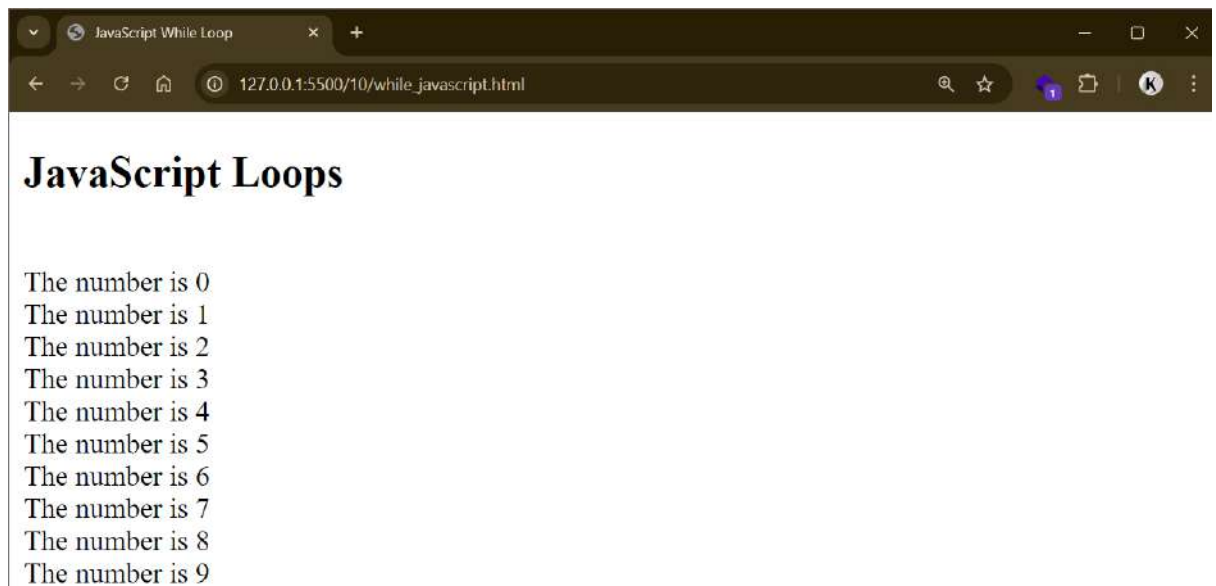 JavaScript While Loop
127.0.0.1:5500/10/while_javascript.html
1
K
JavaScript Loops
The number is 0
The number is 1
The number is 2
The number is 3
The number is 4
The number is 5
The number is 6
The number is 7
The number is 8
The number is 9